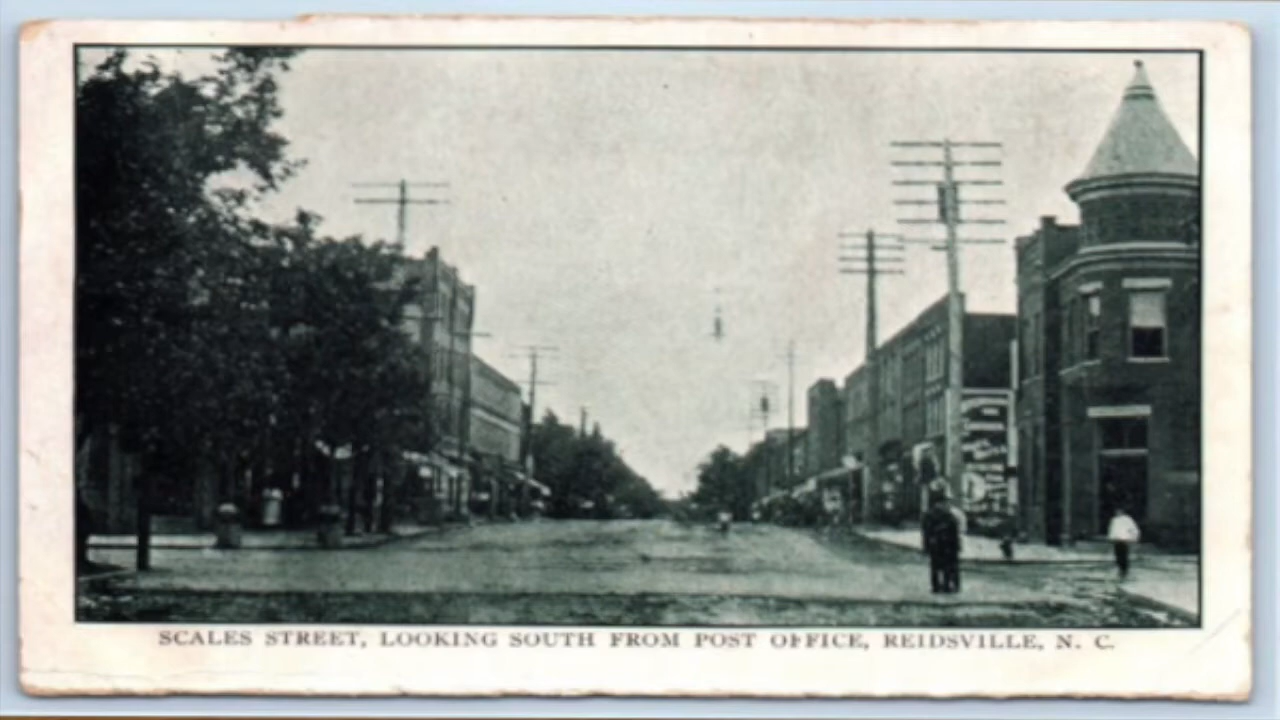 SCALES STREET, LOOKING SOUTH FROM POST OFFICE, REIDSVILLE, N. C.